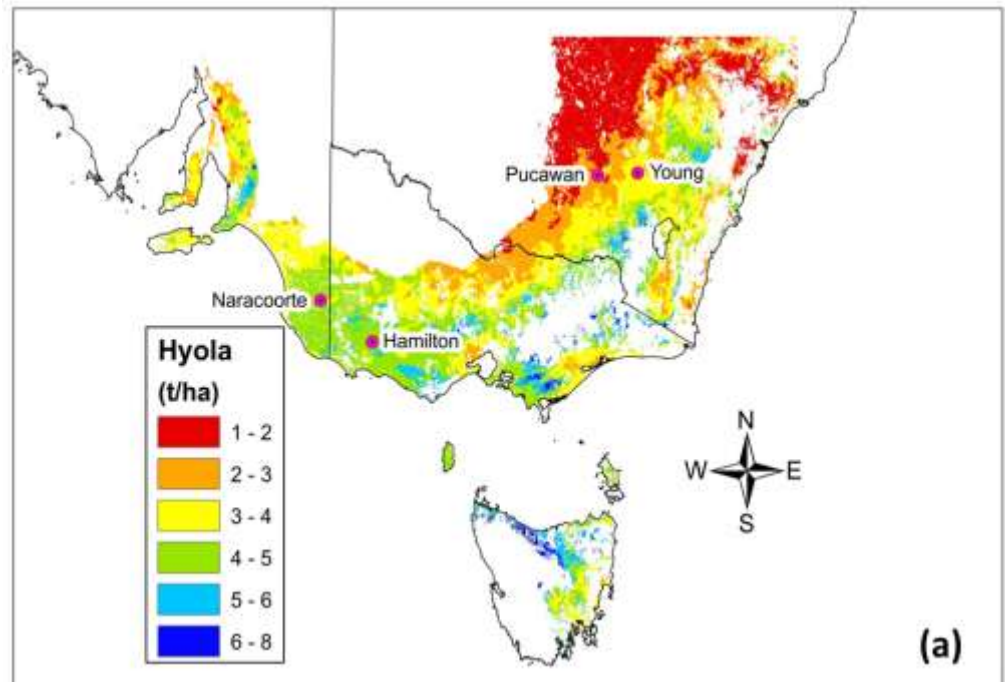 Pucawan
Young
Naracoorte
Hamilton
Hyola
(t/ha)
1 - 2
2 - 3
3 - 4
4 - 5
5 - 6
6 - 8
N
W
E
S
(a)